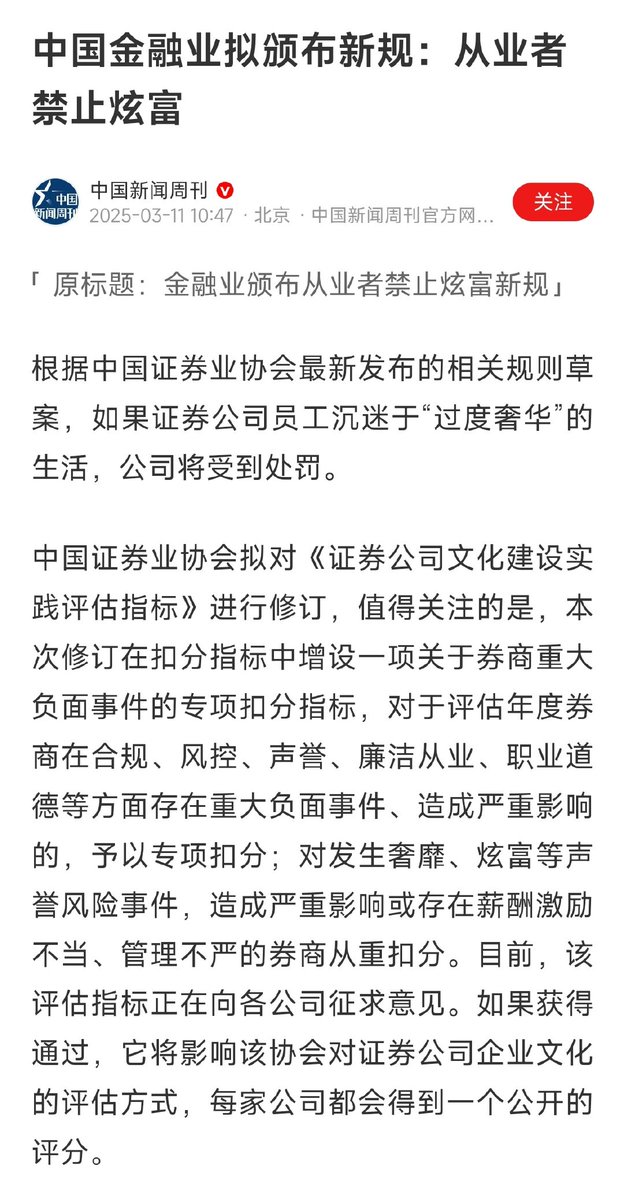 中国金融业拟颁布新规：从业者
禁止炫富
中国
新闻周刊
中国新闻周刊
2025-03-11 10:47 · 北京 · 中国新闻周刊官方网...
关注
「 原标题：金融业颁布从业者禁止炫富新规」
根据中国证券业协会最新发布的相关规则草
案，如果证券公司员工沉迷于“过度奢华”的
生活，公司将受到处罚。
中国证券业协会拟对《证券公司文化建设实
践评估指标》进行修订，值得关注的是，本
次修订在扣分指标中增设一项关于券商重大
负面事件的专项扣分指标，对于评估年度券
商在合规、风控、声誉、廉洁从业、职业道
德等方面存在重大负面事件、造成严重影响
的，予以专项扣分；对发生奢靡、炫富等声
誉风险事件，造成严重影响或存在薪酬激励
不当、管理不严的券商从重扣分。目前，该
评估指标正在向各公司征求意见。如果获得
通过，它将影响该协会对证券公司企业文化
的评估方式，每家公司都会得到一个公开的
评分。